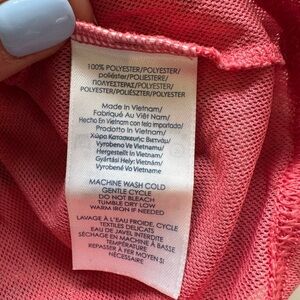 100% POLYESTER/POLYESTER/
poliéster/POLIESTERE/
ΠΟΛΥΕΣΤΕΡΑΣ/POLYESTER/
POLYESTER/POLIÉSZTER/POLYESTER
Made in Vietnam/
Fabriqué Au Viêt Nam/
Hecho En Vietnam con tela importada/
Prodotto In Vietnam/
Χώρα Κατασκευής Βιετνάμ/
Vyrobeno Ve Vietnamu/
Hergestellt in Vietnam/
Gyártási Hely: Vietnám/
Vyrobené Vo Vietname
MACHINE WASH COLD
GENTLE CYCLE
DO NOT BLEACH
TUMBLE DRY LOW
WARM IRON IF NEEDED
LAVAGE À L'EAU FROIDE, CYCLE
TEXTILES DÉLICATS
EAU DE JAVEL INTERDITE
SÉCHAGE EN MACHINE À BASSE
TEMPÉRATURE
REPASSER À FER MOYEN SI
NÉCESSAIRE